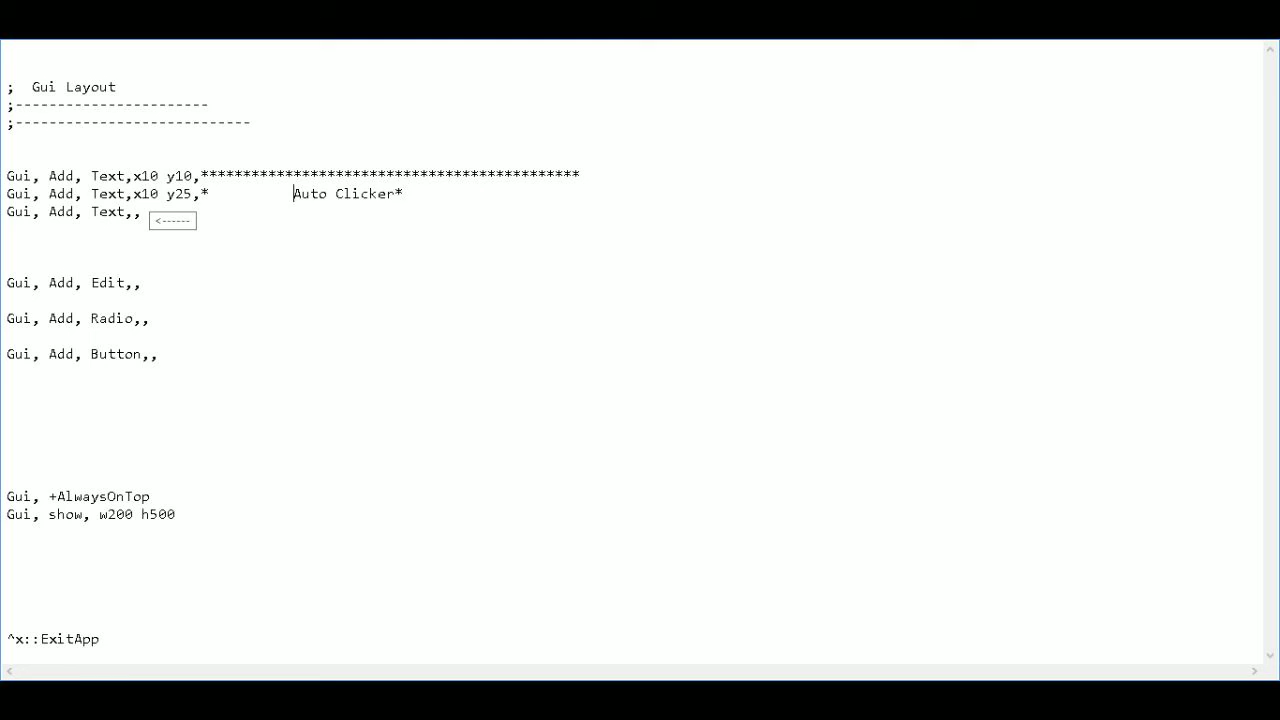 ;  Gui Layout
;-----------------------
;----------------------------
Gui, Add, Text,x10 y10,*********************************************
Gui, Add, Text,x10 y25,*          Auto Clicker*
Gui, Add, Text,,
<------
Gui, Add, Edit,,
Gui, Add, Radio,,
Gui, Add, Button,,
Gui, +AlwaysOnTop
Gui, show, w200 h500
^x::ExitApp